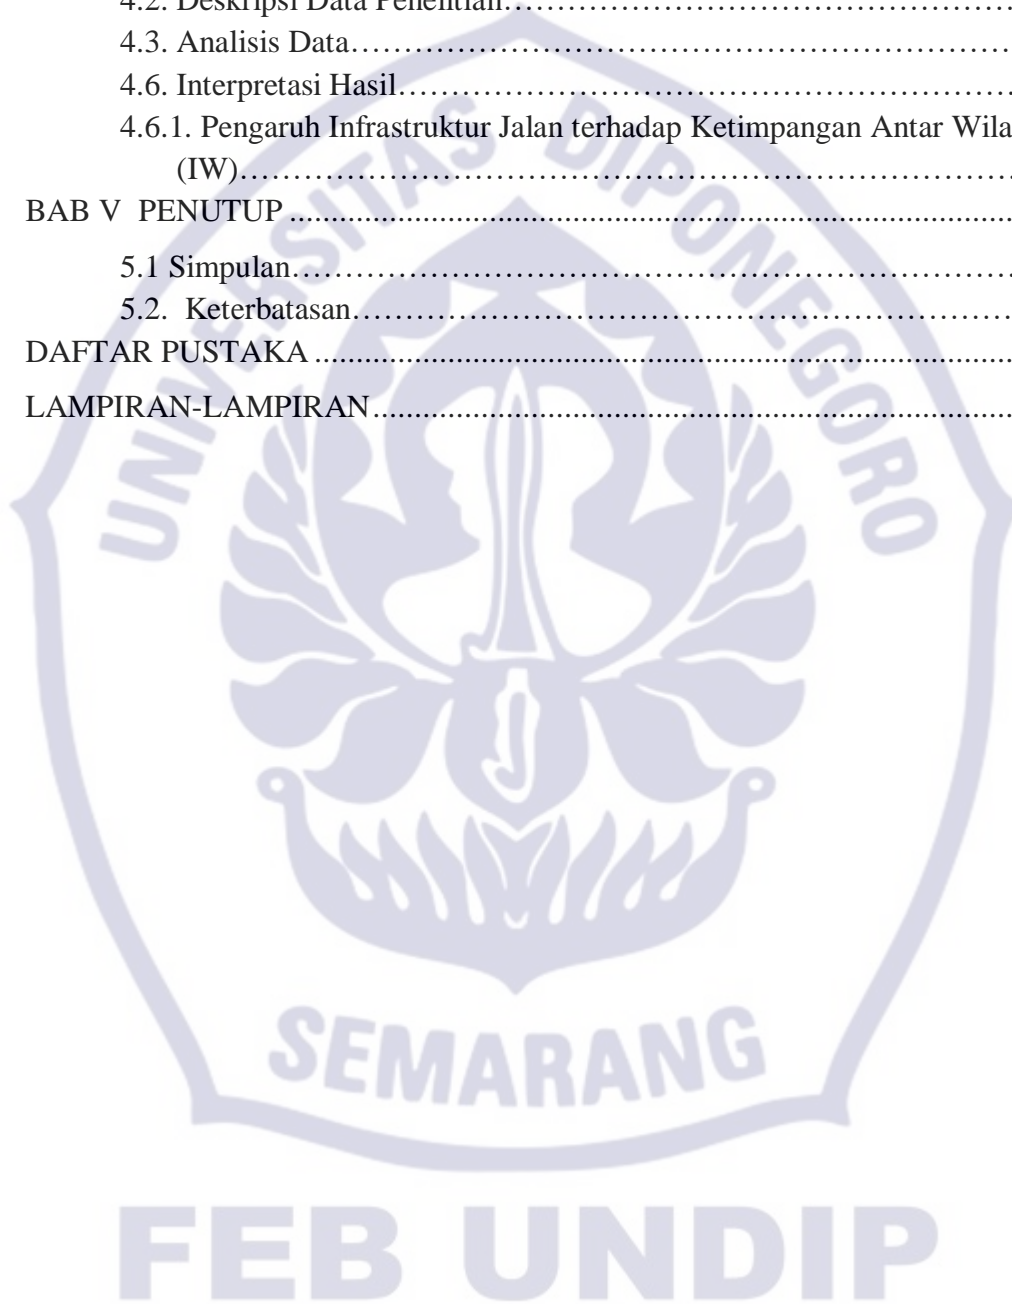 4.2. Deskripsi Data Penelitian……………………………………………………
4.3. Analisis Data…………………………………………………………………
4.6. Interpretasi Hasil……………………………………………………………
4.6.1. Pengaruh Infrastruktur Jalan terhadap Ketimpangan Antar Wila
(IW)………………………………………………………………………………
BAB V  PENUTUP ....................................................................................
5.1 Simpulan………………………………………………………………………
5.2.  Keterbatasan…………………………………………………………………
DAFTAR PUSTAKA ..................................................................................
LAMPIRAN-LAMPIRAN...........................................................................
UNIVERSITAS DIPONEGORO
SEMARANG
FEB UNDIP